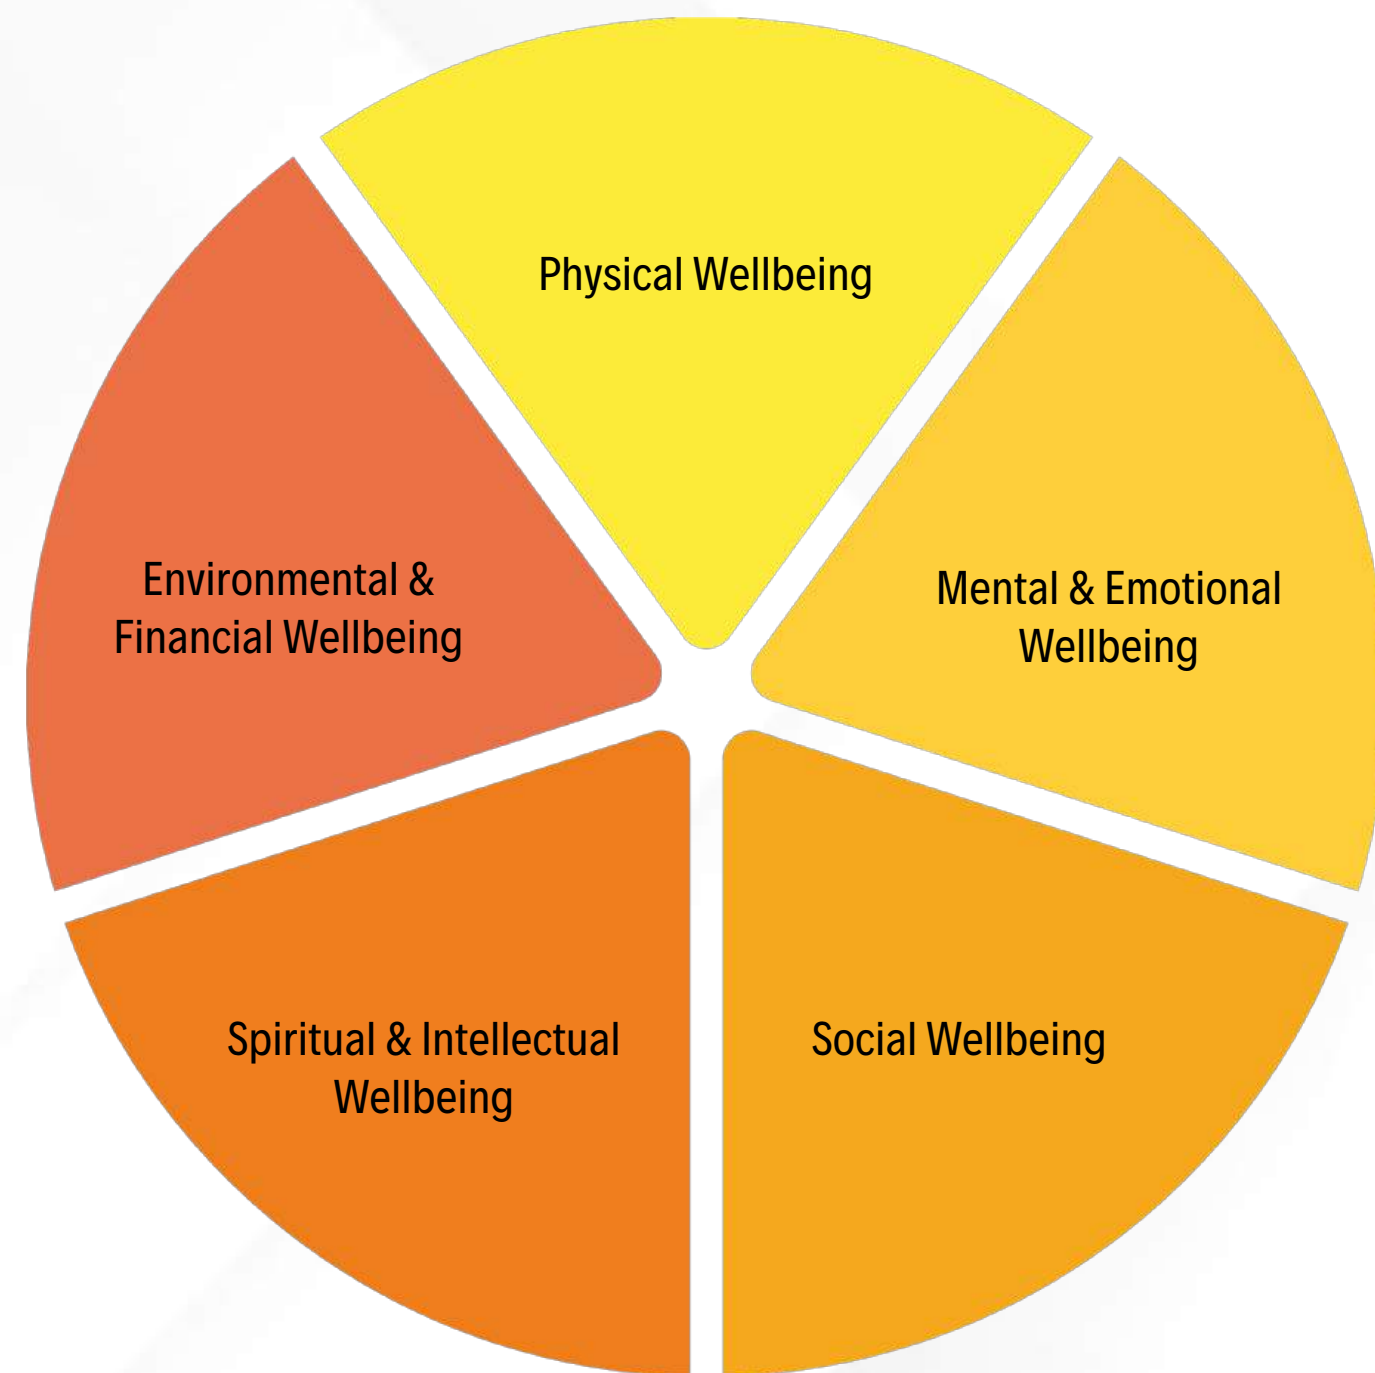 Physical Wellbeing
Mental & Emotional
Wellbeing
Social Wellbeing
Spiritual & Intellectual
Wellbeing
Environmental &
Financial Wellbeing